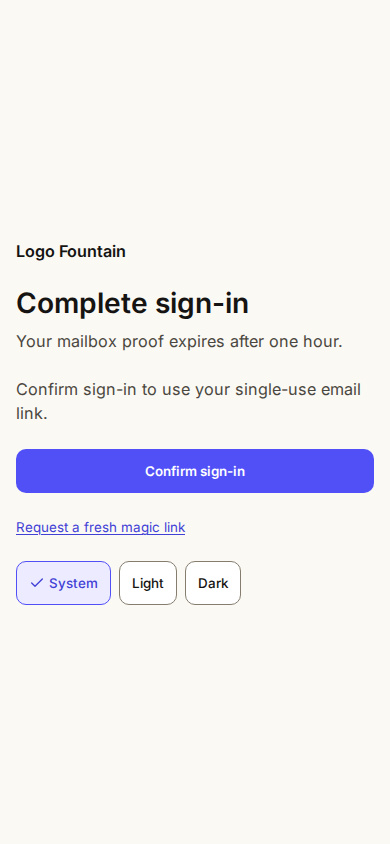 Logo Fountain
Complete sign-in
Your mailbox proof expires after one hour.
Confirm sign-in to use your single-use email
link.
Confirm sign-in
Request a fresh magic link
System Light Dark